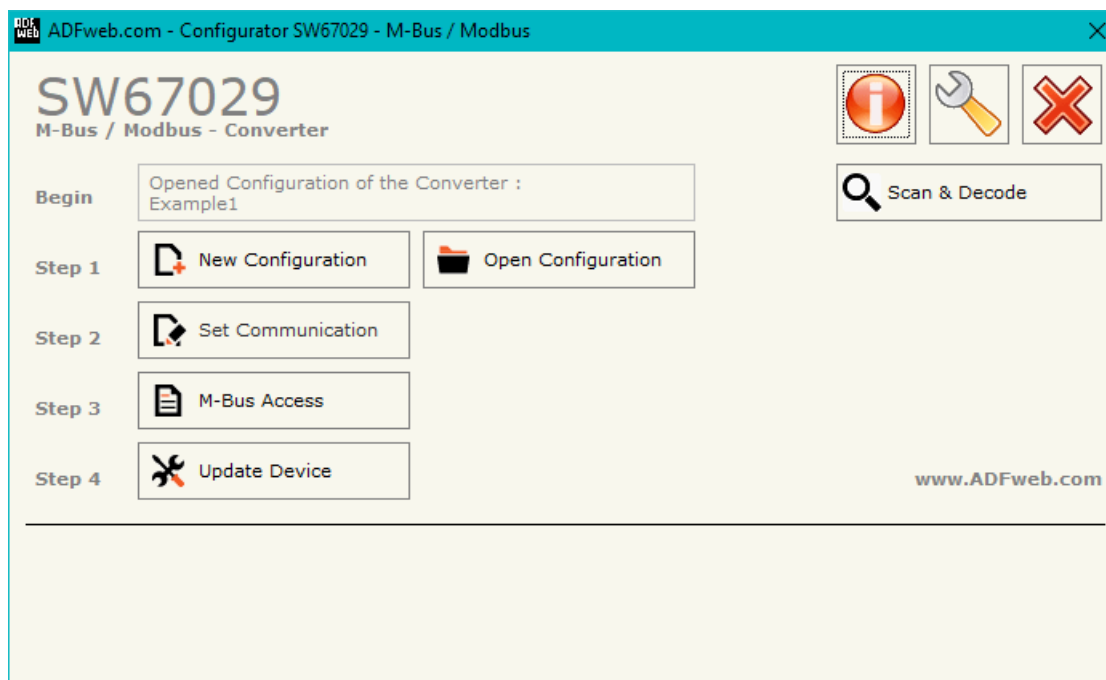 ADF
WEB
ADFweb.com - Configurator SW67029 - M-Bus / Modbus
SW67029
M-Bus / Modbus - Converter
Begin
Opened Configuration of the Converter :
Example1
Scan & Decode
Step 1
New Configuration
Open Configuration
Step 2
Set Communication
Step 3
M-Bus Access
Step 4
Update Device
www.ADFweb.com